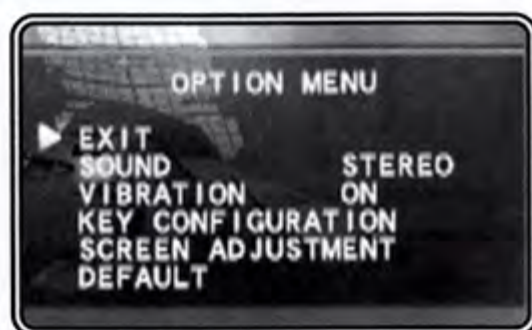 OPTION MENU
EXIT
SOUND STEREO
VIBRATION ON
KEY CONFIGURATION
SCREEN ADJUSTMENT
DEFAULT